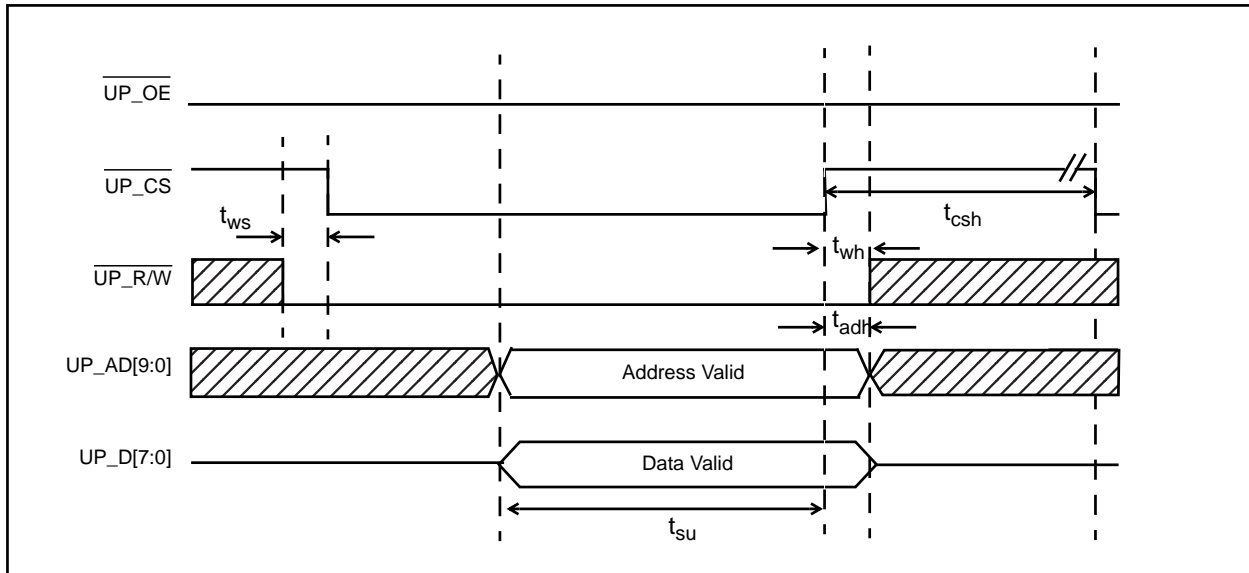 UP_OE
UP_CS
t_ws
t_csh
t_wh
UP_R/W
t_adh
UP_AD[9:0]
Address Valid
UP_D[7:0]
Data Valid
t_su